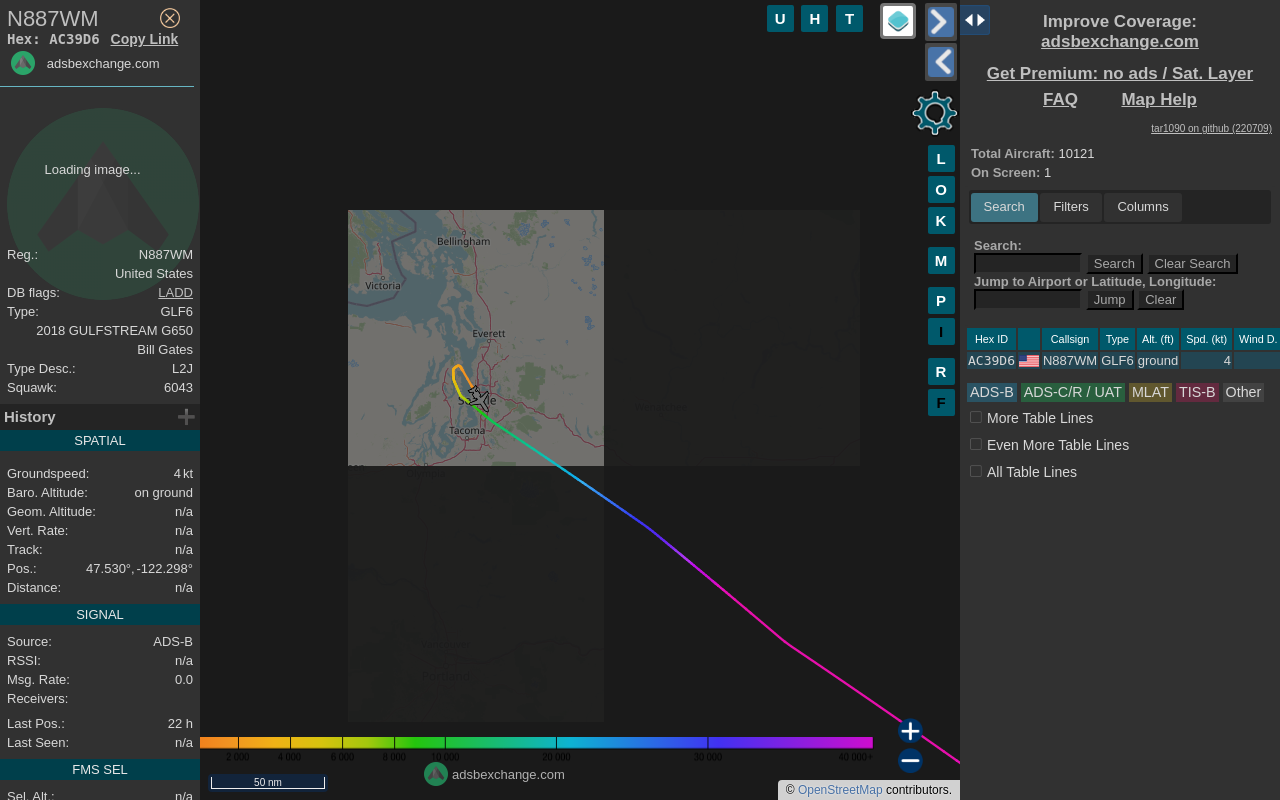 N887WM
Hex: AC39D6 Copy Link
adsbexchange.com
Loading image...
Reg.: N887WM
United States
DB flags: LADD
Type: GLF6
2018 GULFSTREAM G650
Bill Gates
Type Desc.: L2J
Squawk: 6043
History
SPATIAL
Groundspeed: 4 kt
Baro. Altitude: on ground
Geom. Altitude: n/a
Vert. Rate: n/a
Track: n/a
Pos.: 47.530°, -122.298°
Distance: n/a
SIGNAL
Source: ADS-B
RSSI: n/a
Msg. Rate: 0.0
Receivers:
Last Pos.: 22 h
Last Seen: n/a
FMS SEL
Sel. Alt.: n/a
U H T
L
O
K
M
P
I
R
F
Bellingham
Victoria
Everett
Tacoma
Portland
2 000 4 000 6 000 8 000 10 000 20 000 30 000 40 000+
50 nm
adsbexchange.com
© OpenStreetMap contributors.
Improve Coverage:
adsbexchange.com
Get Premium: no ads / Sat. Layer
FAQ Map Help
tar1090 on github (220709)
Total Aircraft: 10121
On Screen: 1
Search Filters Columns
Search:
Search Clear Search
Jump to Airport or Latitude, Longitude:
Jump Clear
Hex ID Callsign Type Alt. (ft) Spd. (kt) Wind D.
AC39D6 N887WM GLF6 ground 4
ADS-B ADS-C/R / UAT MLAT TIS-B Other
More Table Lines
Even More Table Lines
All Table Lines